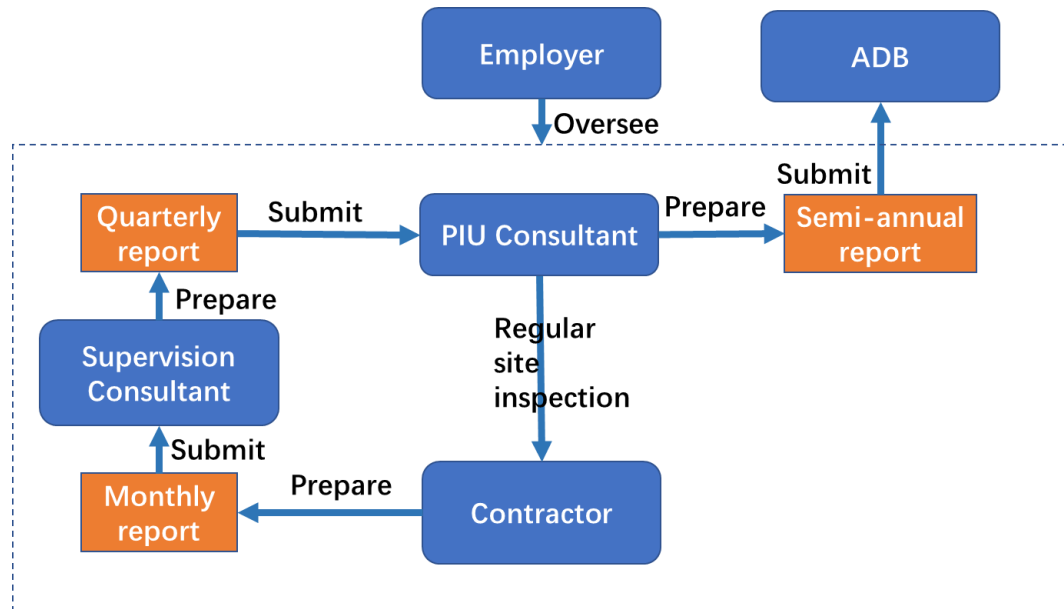 Employer
ADB
Oversee
Submit
Quarterly
report
Submit
PIU Consultant
Prepare
Semi-annual
report
Prepare
Supervision
Consultant
Regular
site
inspection
Submit
Monthly
report
Prepare
Contractor